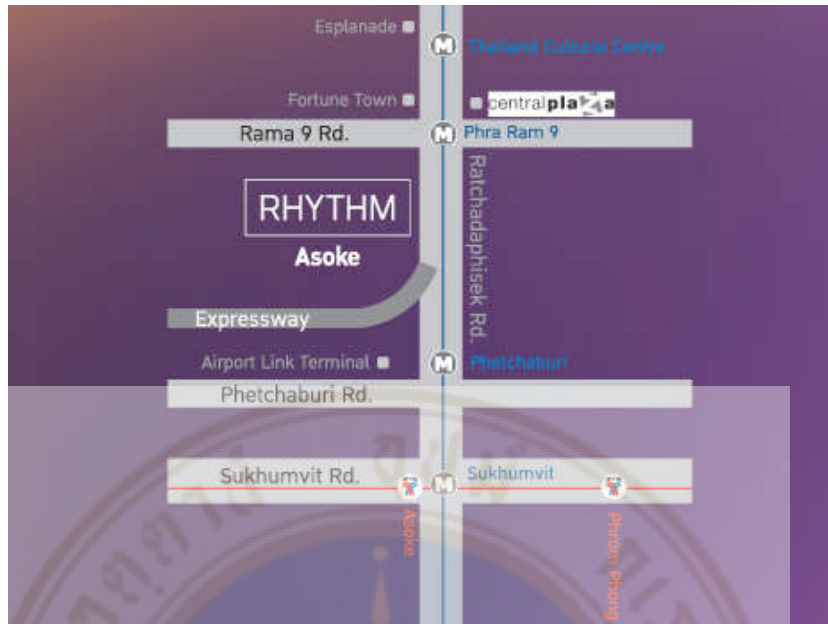 Esplanade
M
Thailand Cultural Centre
Fortune Town
centralplaza
Rama 9 Rd.
M
Phra Ram 9
RHYTHM
Asoke
Ratchadaphisek Rd.
Expressway
Airport Link Terminal
M
Phetchaburi
Phetchaburi Rd.
Sukhumvit Rd.
M
Sukhumvit
Asoke
Phrom Phong